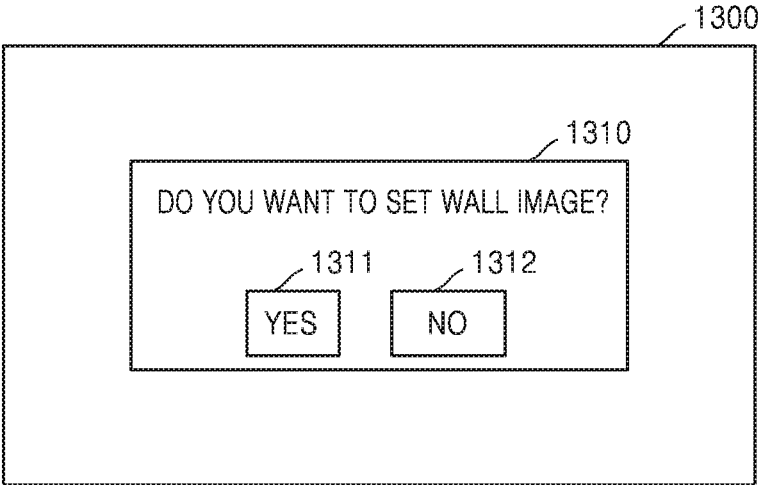 1300
1310
DO YOU WANT TO SET WALL IMAGE?
1311 1312
YES NO